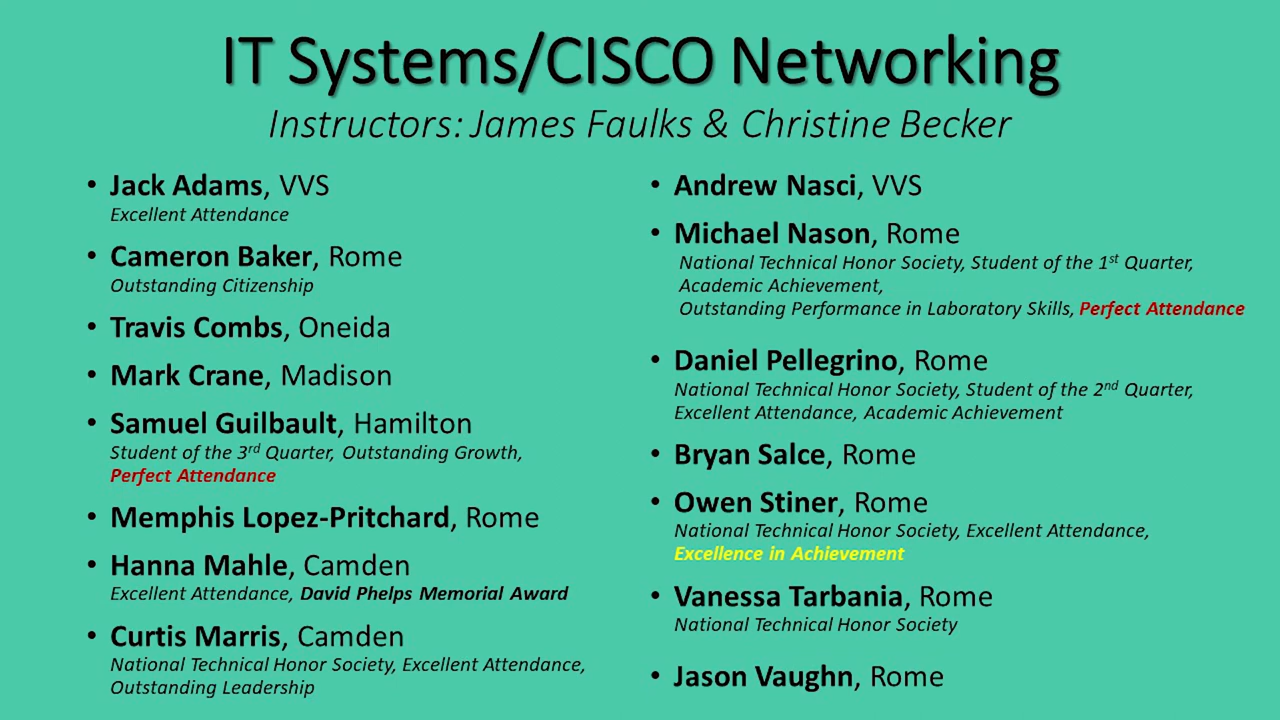 IT Systems/CISCO Networking
Instructors: James Faulks & Christine Becker
• Jack Adams, VVS
Excellent Attendance
• Cameron Baker, Rome
Outstanding Citizenship
• Travis Combs, Oneida
• Mark Crane, Madison
• Samuel Guilbault, Hamilton
Student of the 3rd Quarter, Outstanding Growth,
Perfect Attendance
• Memphis Lopez-Pritchard, Rome
• Hanna Mahle, Camden
Excellent Attendance, David Phelps Memorial Award
• Curtis Marris, Camden
National Technical Honor Society, Excellent Attendance,
Outstanding Leadership
• Andrew Nasci, VVS
• Michael Nason, Rome
National Technical Honor Society, Student of the 1st Quarter,
Academic Achievement,
Outstanding Performance in Laboratory Skills, Perfect Attendance
• Daniel Pellegrino, Rome
National Technical Honor Society, Student of the 2nd Quarter,
Excellent Attendance, Academic Achievement
• Bryan Salce, Rome
• Owen Stiner, Rome
National Technical Honor Society, Excellent Attendance,
Excellence in Achievement
• Vanessa Tarbania, Rome
National Technical Honor Society
• Jason Vaughn, Rome